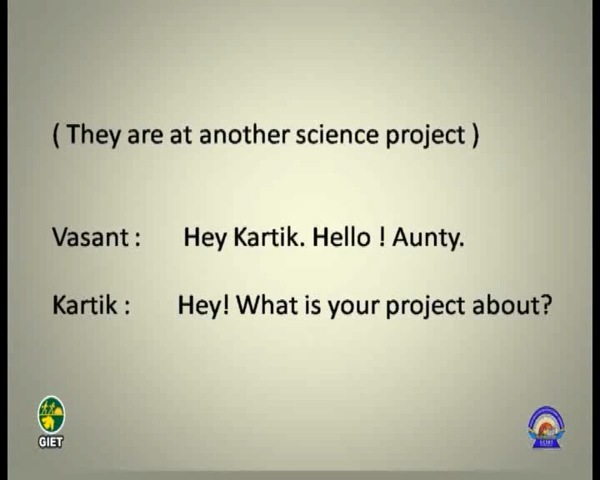 ( They are at another science project )
Vasant : Hey Kartik. Hello ! Aunty.
Kartik : Hey! What is your project about?
GIET